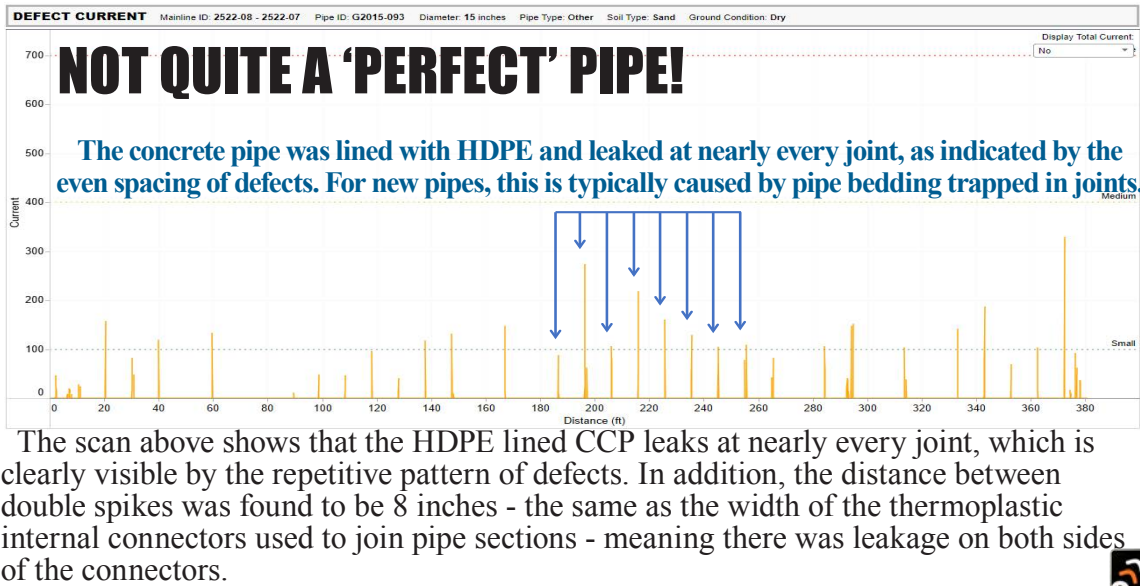 DEFECT CURRENT Mainline ID: 2522-08 - 2522-07 Pipe ID: G2015-093 Diameter: 15 inches Pipe Type: Other Soil Type: Sand Ground Condition: Dry
Display Total Current:
No
NOT QUITE A ‘PERFECT’ PIPE!
The concrete pipe was lined with HDPE and leaked at nearly every joint, as indicated by the
even spacing of defects. For new pipes, this is typically caused by pipe bedding trapped in joints.
700
600
500
400
300
200
100
0
Current
Medium
Small
0 20 40 60 80 100 120 140 160 180 200 220 240 260 280 300 320 340 360 380
Distance (ft)
The scan above shows that the HDPE lined CCP leaks at nearly every joint, which is
clearly visible by the repetitive pattern of defects. In addition, the distance between
double spikes was found to be 8 inches - the same as the width of the thermoplastic
internal connectors used to join pipe sections - meaning there was leakage on both sides
of the connectors.